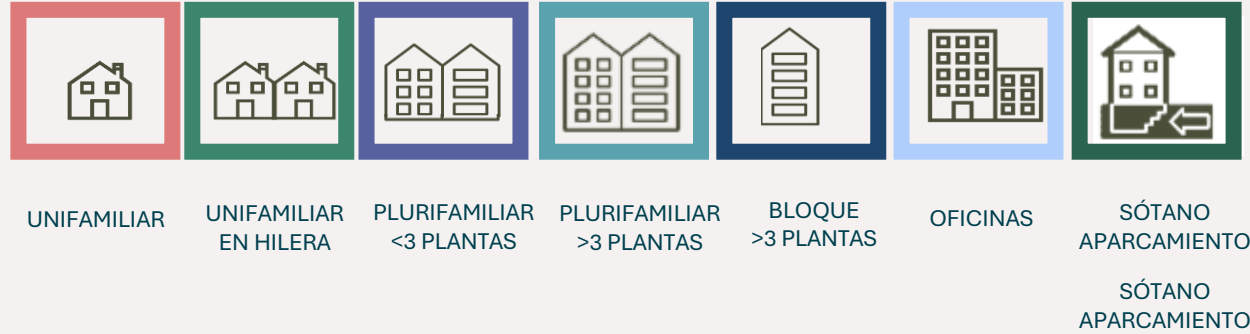 UNIFAMILIAR
UNIFAMILIAR
EN HILERA
PLURIFAMILIAR
<3 PLANTAS
PLURIFAMILIAR
>3 PLANTAS
BLOQUE
>3 PLANTAS
OFICINAS
SÓTANO
APARCAMIENTO
SÓTANO
APARCAMIENTO